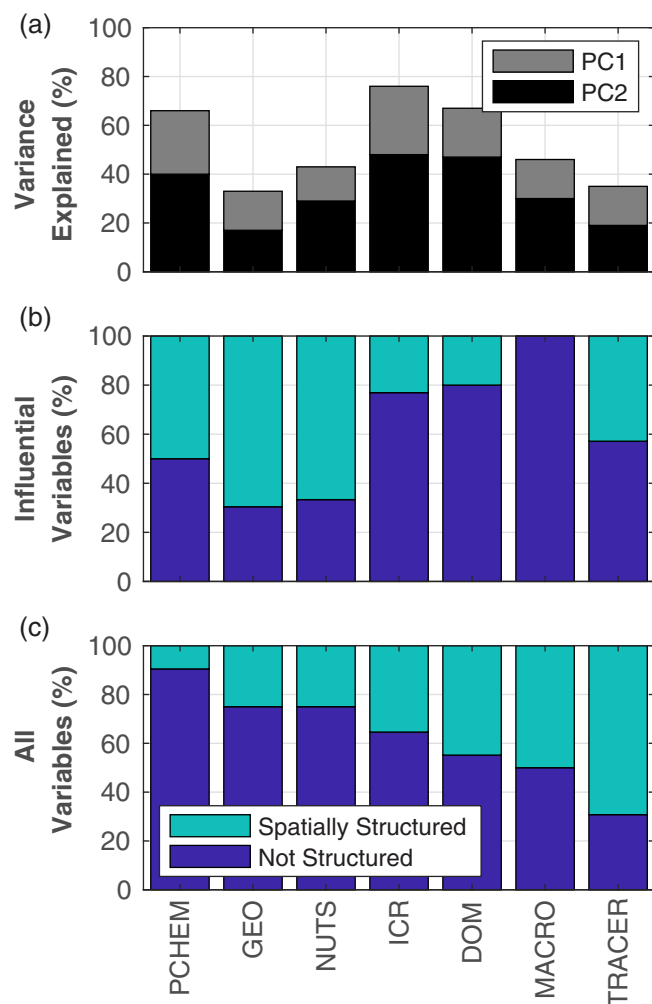 (a)
100
80
60
40
20
0
Variance
Explained (%)
PC1
PC2
(b)
100
80
60
40
20
0
Influential
Variables (%)
(c)
100
80
60
40
20
0
All
Variables (%)
Spatially Structured
Not Structured
PCHEM
GEO
NUTS
ICR
DOM
MACRO
TRACER